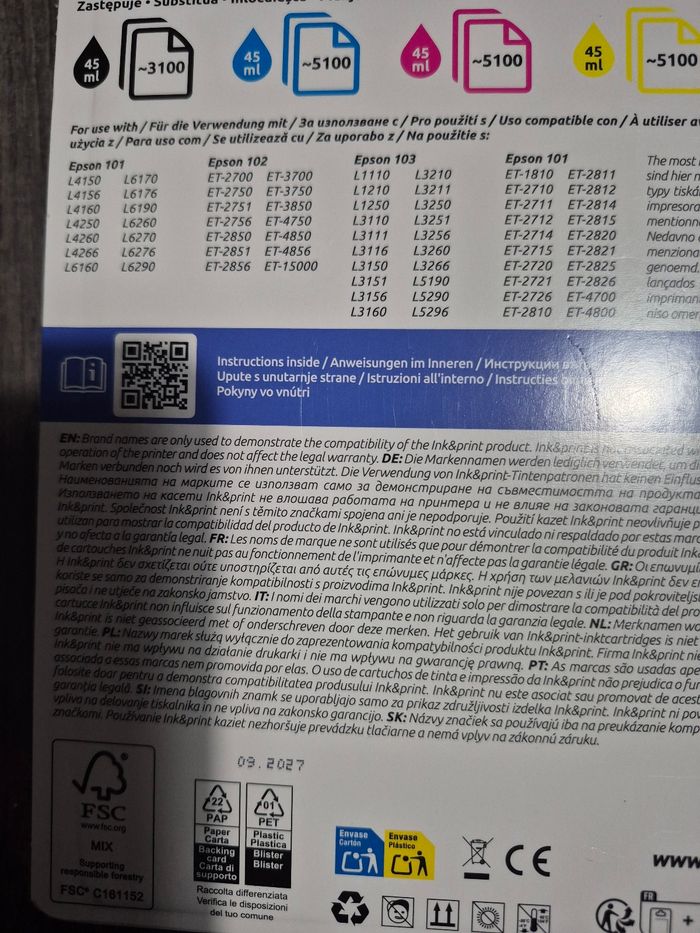 Zastępuje • Substitua •
45 ml ~3100
45 ml ~5100
45 ml ~5100
45 ml ~5100
For use with / Für die Verwendung mit / За използване с / Pro použití s / Uso compatible con / À utiliser
użycia z / Para uso com / Se utilizează cu / Za uporabo z / Na použitie s:
Epson 101
L4150 L6170
L4156 L6176
L4160 L6190
L4250 L6260
L4260 L6270
L4266 L6276
L6160 L6290
Epson 102
ET-2700 ET-3700
ET-2750 ET-3750
ET-2751 ET-3850
ET-2756 ET-4750
ET-2850 ET-4850
ET-2851 ET-4856
ET-2856 ET-15000
Epson 103
L1110 L3210
L1210 L3211
L1250 L3250
L3110 L3251
L3111 L3256
L3116 L3260
L3150 L3266
L3151 L5190
L3156 L5290
L3160 L5296
Epson 101
ET-1810 ET-2811
ET-2710 ET-2812
ET-2711 ET-2814
ET-2712 ET-2815
ET-2714 ET-2820
ET-2715 ET-2821
ET-2720 ET-2825
ET-2721 ET-2826
ET-2726 ET-4700
ET-2810 ET-4800
The most
sind hier
typy tiská
impresora
mention
Nedavno
menziona
genoemd.
lançados
impriman
niso omer
Instructions inside / Anweisungen im Inneren / Инструкции
Upute s unutarnje strane / Istruzioni all'interno / Instructies
Pokyny vo vnútri
EN: Brand names are only used to demonstrate the compatibility of the Ink&print product. Ink&print is not associated
operation of the printer and does not affect the legal warranty. DE: Die Markennamen werden lediglich verwendet, um
Marken verbunden noch wird es von ihnen unterstützt. Die Verwendung von Ink&print-Tintenpatronen hat keinen Einflus
Наименованията на марките се използват само за демонстриране на съвместимостта на продукта
Използването на касети Ink&print не влошава работата на принтера и не влияе на законовата гаранц
Ink&print. Společnost Ink&print není s těmito značkami spojena ani je nepodporuje. Použití kazet Ink&print neovlivňuje
utilizan para mostrar la compatibilidad del producto de Ink&print. Ink&print no está vinculado ni respaldado por estas marc
y no afecta a la garantía legal. FR: Les noms de marque ne sont utilisés que pour démontrer la compatibilité du produit Ink
de cartouches Ink&print ne nuit pas au fonctionnement de l'imprimante et n'affecte pas la garantie légale. GR: Οι επωνυμί
Η Ink&print δεν σχετίζεται ούτε υποστηρίζεται από αυτές τις επώνυμες μάρκες. Η χρήση των μελανιών Ink&print δεν
koriste se samo za demonstriranje kompatibilnosti s proizvodima Ink&print. Ink&print nije povezan s ili je pod pokroviteljs
pisača i ne utječe na zakonsko jamstvo. IT: I nomi dei marchi vengono utilizzati solo per dimostrare la compatibilità del pro
cartucce Ink&print non influisce sul funzionamento della stampante e non riguarda la garanzia legale. NL: Merknamen wo
Ink&print is niet geassocieerd met of onderschreven door deze merken. Het gebruik van Ink&print-inktcartridges is niet
garantie. PL: Nazwy marek służą wyłącznie do zaprezentowania kompatybilności produktu Ink&print. Firma Ink&print nie
Ink&print nie ma wpływu na działanie drukarki i nie ma wpływu na gwarancję prawną. PT: As marcas são usadas ape
associada a essas marcas nem promovida por elas. O uso de cartuchos de tinta e impressão da Ink&print não prejudica o fun
folosite doar pentru a demonstra compatibilitatea produsului Ink&print. Ink&print nu este asociat sau promovat de acest
garanția legală. SI: Imena blagovnih znamk se uporabljajo samo za prikaz združljivosti izdelka Ink&print. Ink&print ni pov
vpliva na delovanje tiskalnika in ne vpliva na zakonsko garancijo. SK: Názvy značiek sa používajú iba na preukázanie komp
značkami. Používanie Ink&print kaziet nezhoršuje prevádzku tlačiarne a nemá vplyv na zákonnú záruku.
09.2027
FSC
www.fsc.org
MIX
Supporting
responsible forestry
FSC® C161152
22
PAP
Paper
Carta
Backing
card
Carta di
supporto
01
PET
Plastic
Plastica
Blister
Blister
Raccolta differenziata
Verifica le disposizioni
del tuo comune
Envase
Cartón
Envase
Plástico
CE
www
FR
+